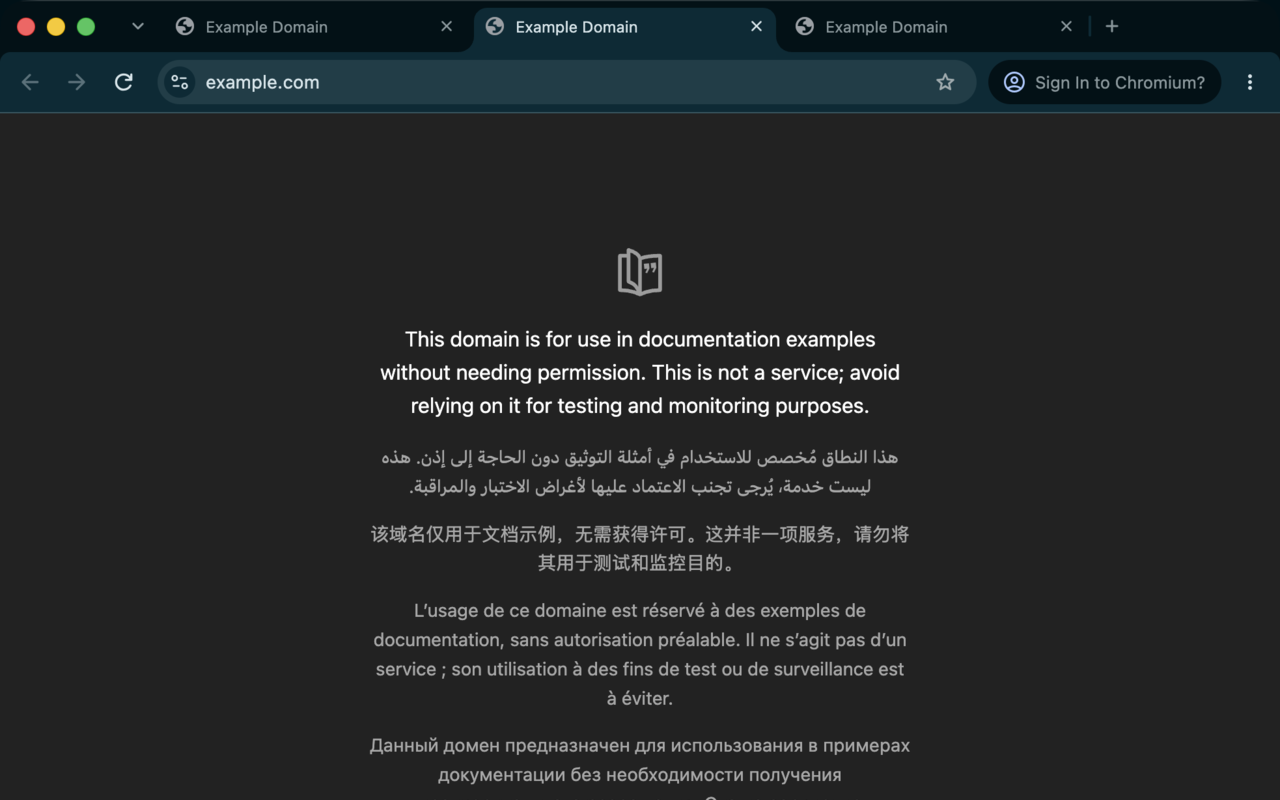 Example Domain
Example Domain
Example Domain
example.com
Sign In to Chromium?
This domain is for use in documentation examples
without needing permission. This is not a service; avoid
relying on it for testing and monitoring purposes.
هذا النطاق مُخصص للاستخدام في أمثلة التوثيق دون الحاجة إلى إذن. هذه
ليست خدمة، يُرجى تجنب الاعتماد عليها لأغراض الاختبار والمراقبة.
该域名仅用于文档示例，无需获得许可。这并非一项服务，请勿将
其用于测试和监控目的。
L’usage de ce domaine est réservé à des exemples de
documentation, sans autorisation préalable. Il ne s’agit pas d’un
service ; son utilisation à des fins de test ou de surveillance est
à éviter.
Данный домен предназначен для использования в примерах
документации без необходимости получения